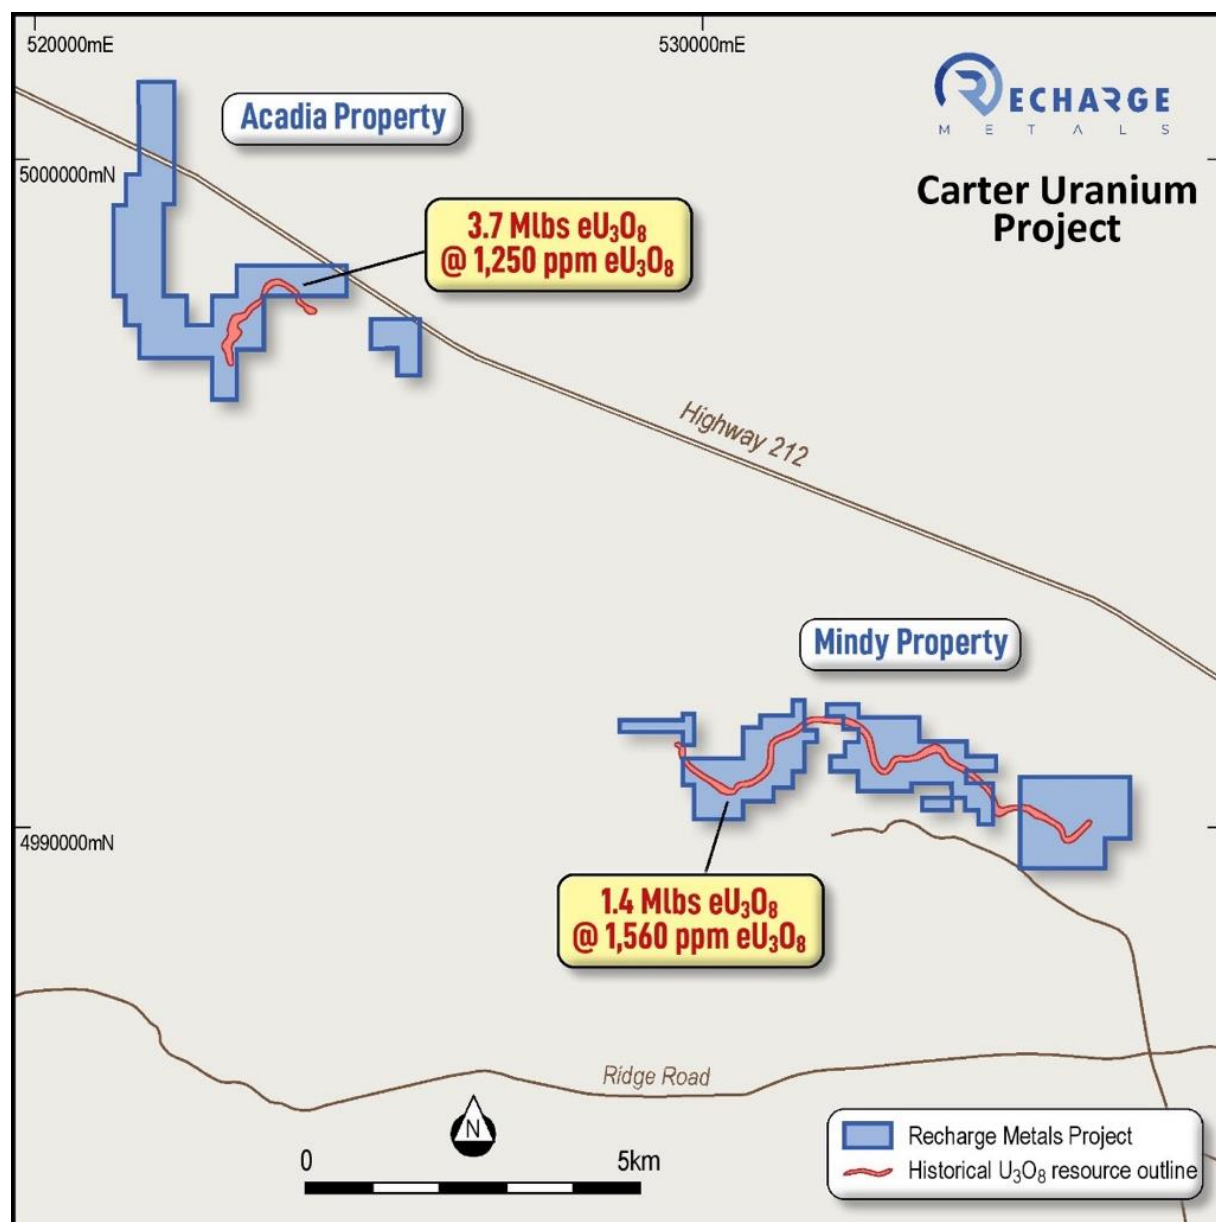 520000mE
530000mE
RECHARGE
METALS
Acadia Property
5000000mN
Carter Uranium
Project
3.7 Mlbs eU₃O₈
@ 1,250 ppm eU₃O₈
Highway 212
Mindy Property
4990000mN
1.4 Mlbs eU₃O₈
@ 1,560 ppm eU₃O₈
Ridge Road
N
0 5km
Recharge Metals Project
Historical U₃O₈ resource outline